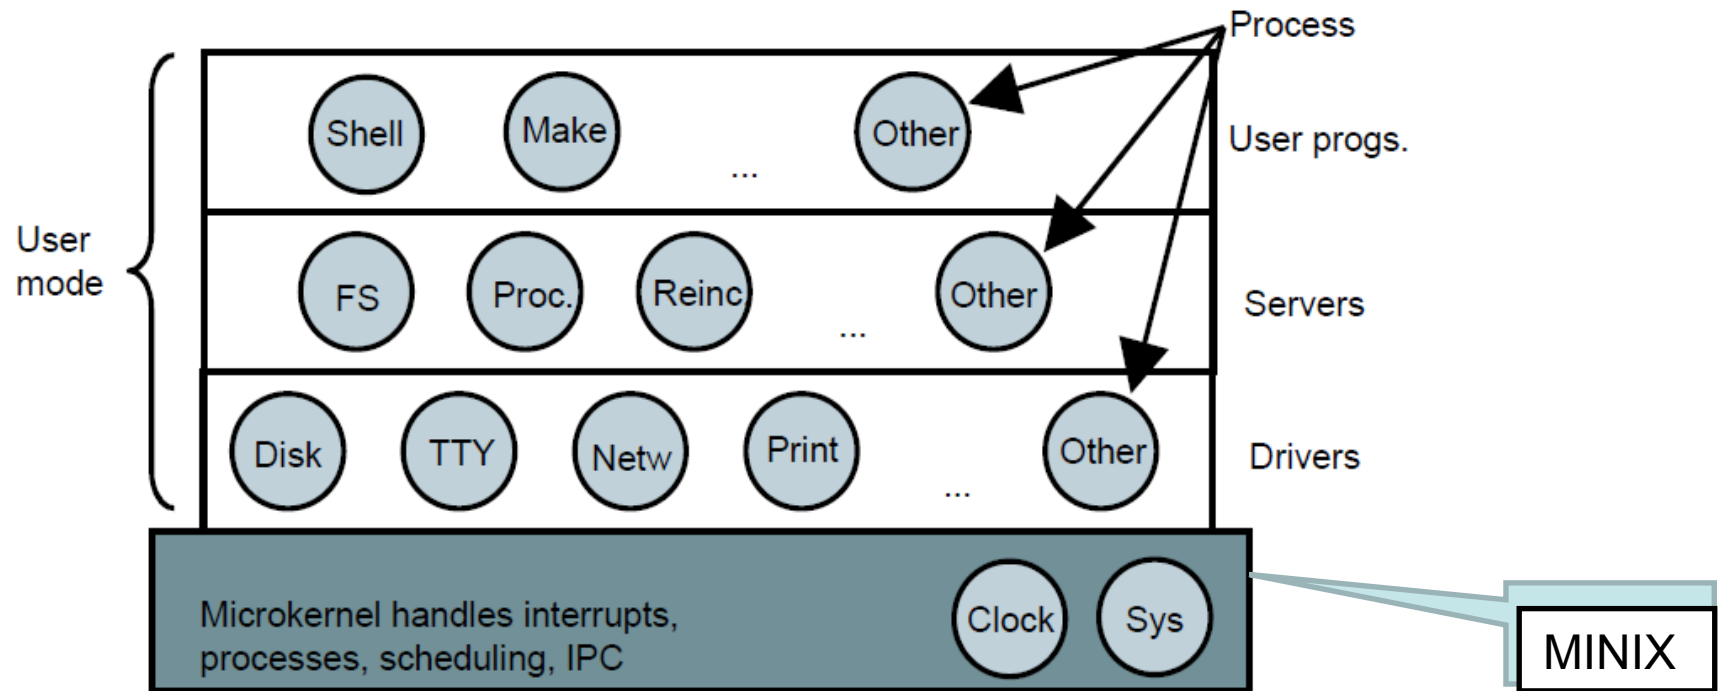 Process
Shell
Make
...
Other
User progs.
User
mode
FS
Proc.
Reinc.
...
Other
Servers
Disk
TTY
Netw
Print
...
Other
Drivers
Microkernel handles interrupts,
processes, scheduling, IPC
Clock
Sys
MINIX